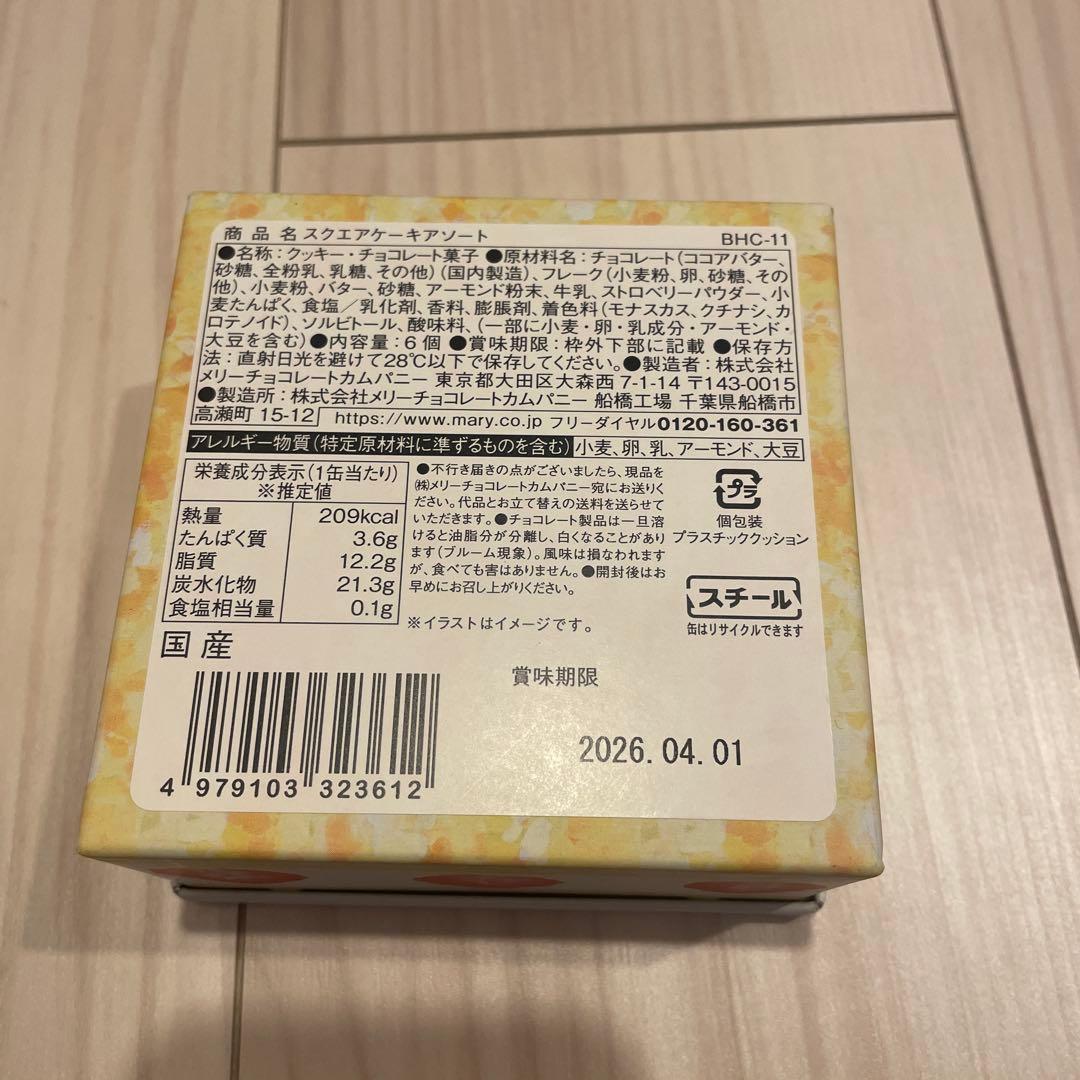 商品名 スクエアケーキアソート BHC-11
●名称:クッキー・チョコレート菓子 ●原材料名:チョコレート(ココアバター、
砂糖、全粉乳、乳糖、その他)(国内製造)、フレーク(小麦粉、卵、砂糖、その
他)、小麦粉、バター、砂糖、アーモンド粉末、牛乳、ストロベリーパウダー、小
麦たんぱく、食塩/乳化剤、香料、膨脹剤、着色料(モナスカス、クチナシ、カ
ロテノイド)、ソルビトール、酸味料、(一部に小麦・卵・乳成分・アーモンド・
大豆を含む)●内容量:6個 ●賞味期限:枠外下部に記載 ●保存方
法:直射日光を避けて28℃以下で保存してください。●製造者:株式会社
メリーチョコレートカムパニー 東京都大田区大森西7-1-14 〒143-0015
●製造所:株式会社メリーチョコレートカムパニー 船橋工場 千葉県船橋市
高瀬町15-12 https://www.mary.co.jp フリーダイヤル0120-160-361
アレルギー物質(特定原材料に準ずるものを含む) 小麦、卵、乳、アーモンド、大豆
栄養成分表示(1缶当たり)
※推定値
熱量 209kcal
たんぱく質 3.6g
脂質 12.2g
炭水化物 21.3g
食塩相当量 0.1g
●不行き届きの点がございましたら、現品を
㈱メリーチョコレートカムパニー宛にお送りく
ださい。代品とお立て替えの送料を送らせて
いただきます。●チョコレート製品は一旦溶
けると油脂分が分離し、白くなることがあり
ます(ブルーム現象)。風味は損なわれます
が、食べても害はありません。●開封後はお
早めにお召し上がりください。
※イラストはイメージです。
プラ
個包装
プラスチッククッション
スチール
缶はリサイクルできます
国産
賞味期限
2026.04.01
4 979103 323612